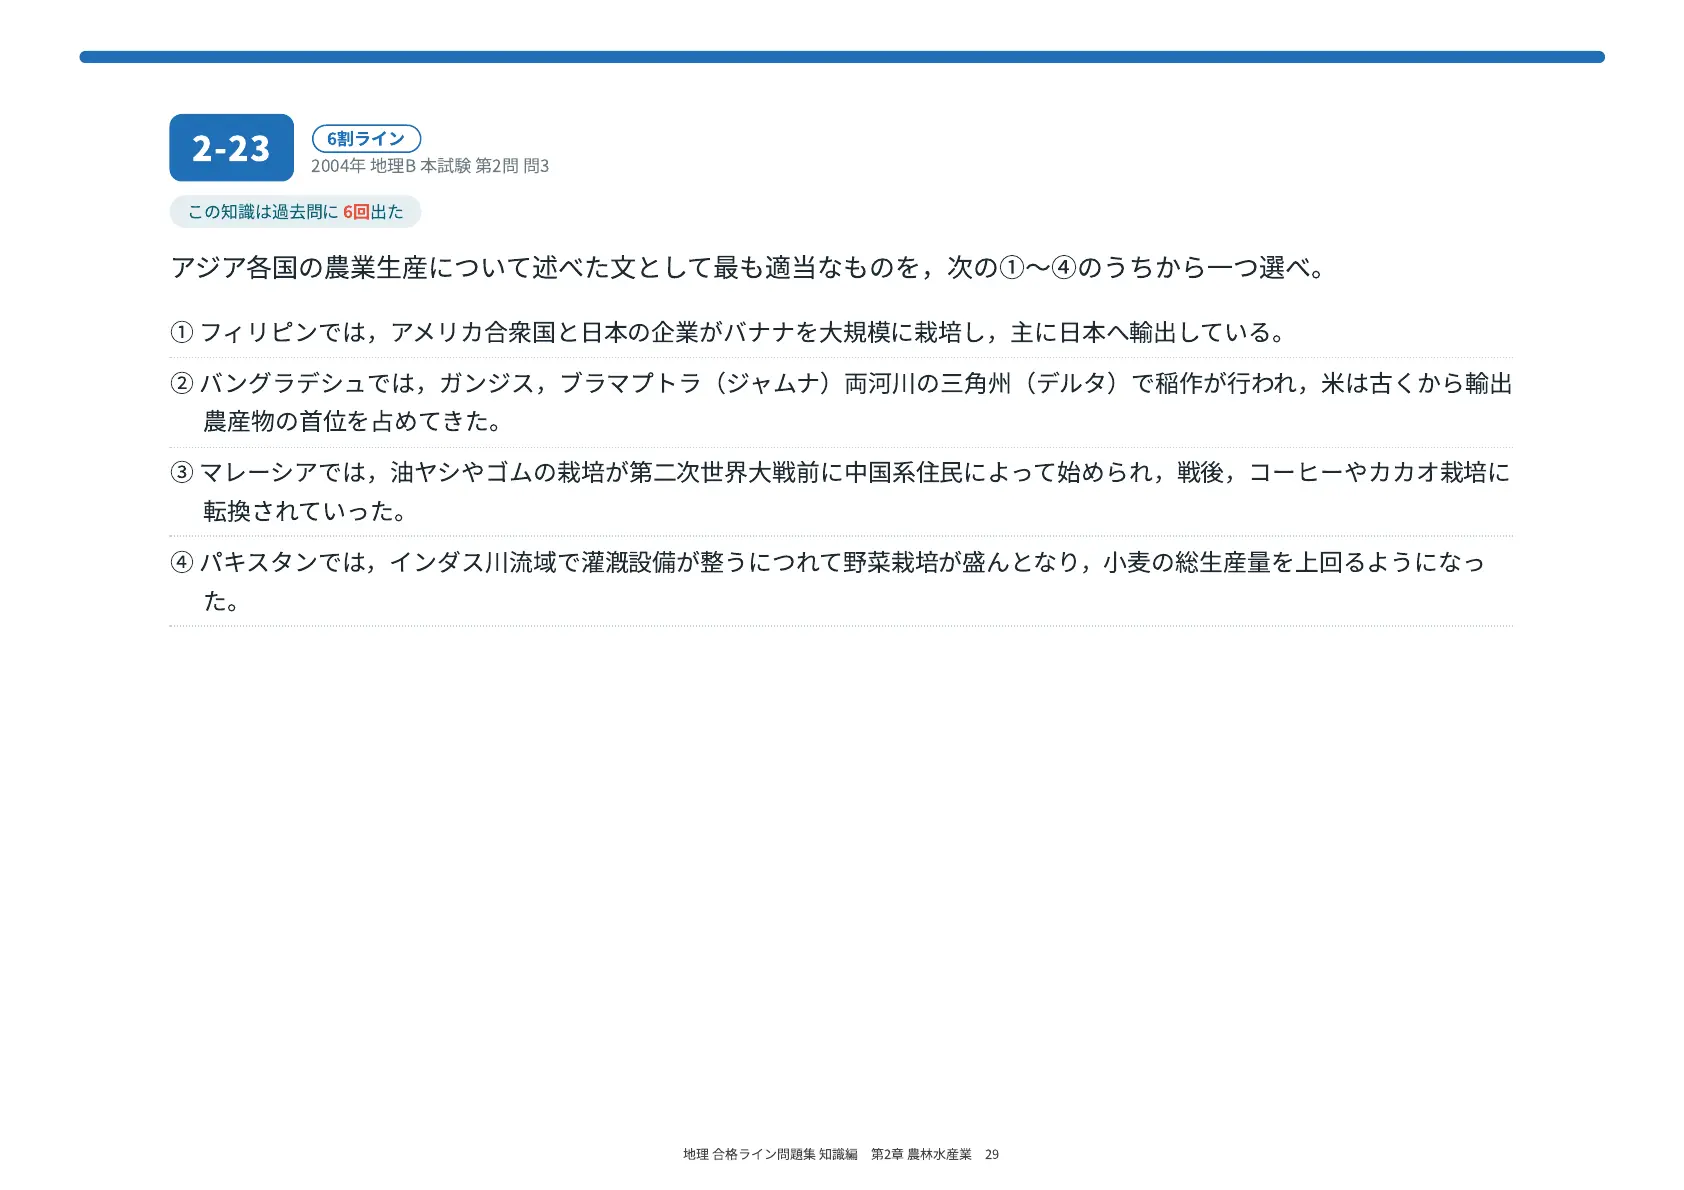 2-23
6割ライン
2004年 地理B 本試験 第2問 問3
この知識は過去問に 6回出た
アジア各国の農業生産について述べた文として最も適当なものを，次の①〜④のうちから一つ選べ。
① フィリピンでは，アメリカ合衆国と日本の企業がバナナを大規模に栽培し，主に日本へ輸出している。
② バングラデシュでは，ガンジス，ブラマプトラ（ジャムナ）両河川の三角州（デルタ）で稲作が行われ，米は古くから輸出
農産物の首位を占めてきた。
③ マレーシアでは，油ヤシやゴムの栽培が第二次世界大戦前に中国系住民によって始められ，戦後，コーヒーやカカオ栽培に
転換されていった。
④ パキスタンでは，インダス川流域で灌漑設備が整うにつれて野菜栽培が盛んとなり，小麦の総生産量を上回るようになっ
た。
地理 合格ライン問題集 知識編　第2章 農林水産業　29